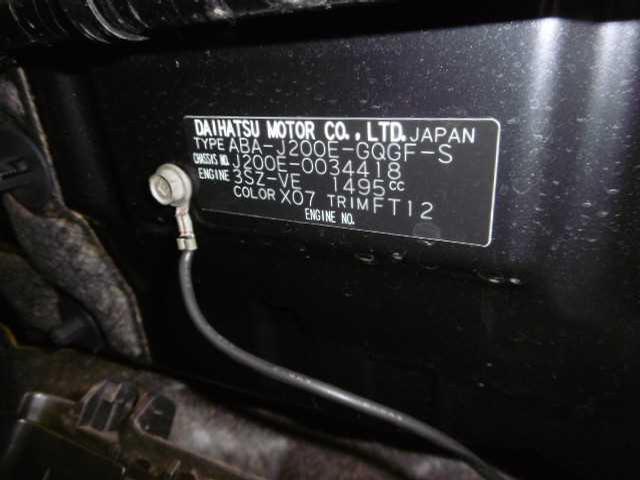 DAIHATSU MOTOR CO., LTD. JAPAN
TYPE ABA-J200E-GQGF-S
CHASSIS NO. J200E-0034418
ENGINE 3SZ-VE 1495cc
COLOR X07 TRIM FT12
ENGINE NO.